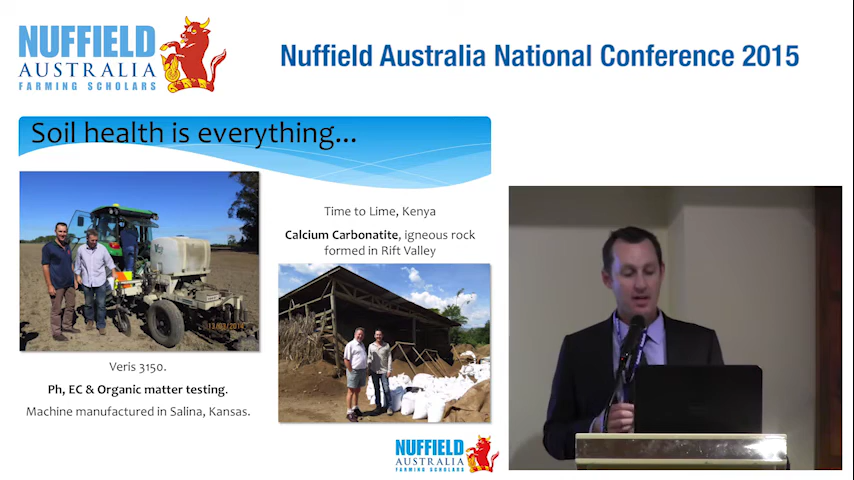 NUFFIELD
AUSTRALIA
FARMING SCHOLARS
Nuffield Australia National Conference 2015
Soil health is everything...
Time to Lime, Kenya
Calcium Carbonatite, igneous rock
formed in Rift Valley
Veris 3150.
Ph, EC & Organic matter testing.
Machine manufactured in Salina, Kansas.
NUFFIELD
AUSTRALIA
FARMING SCHOLARS